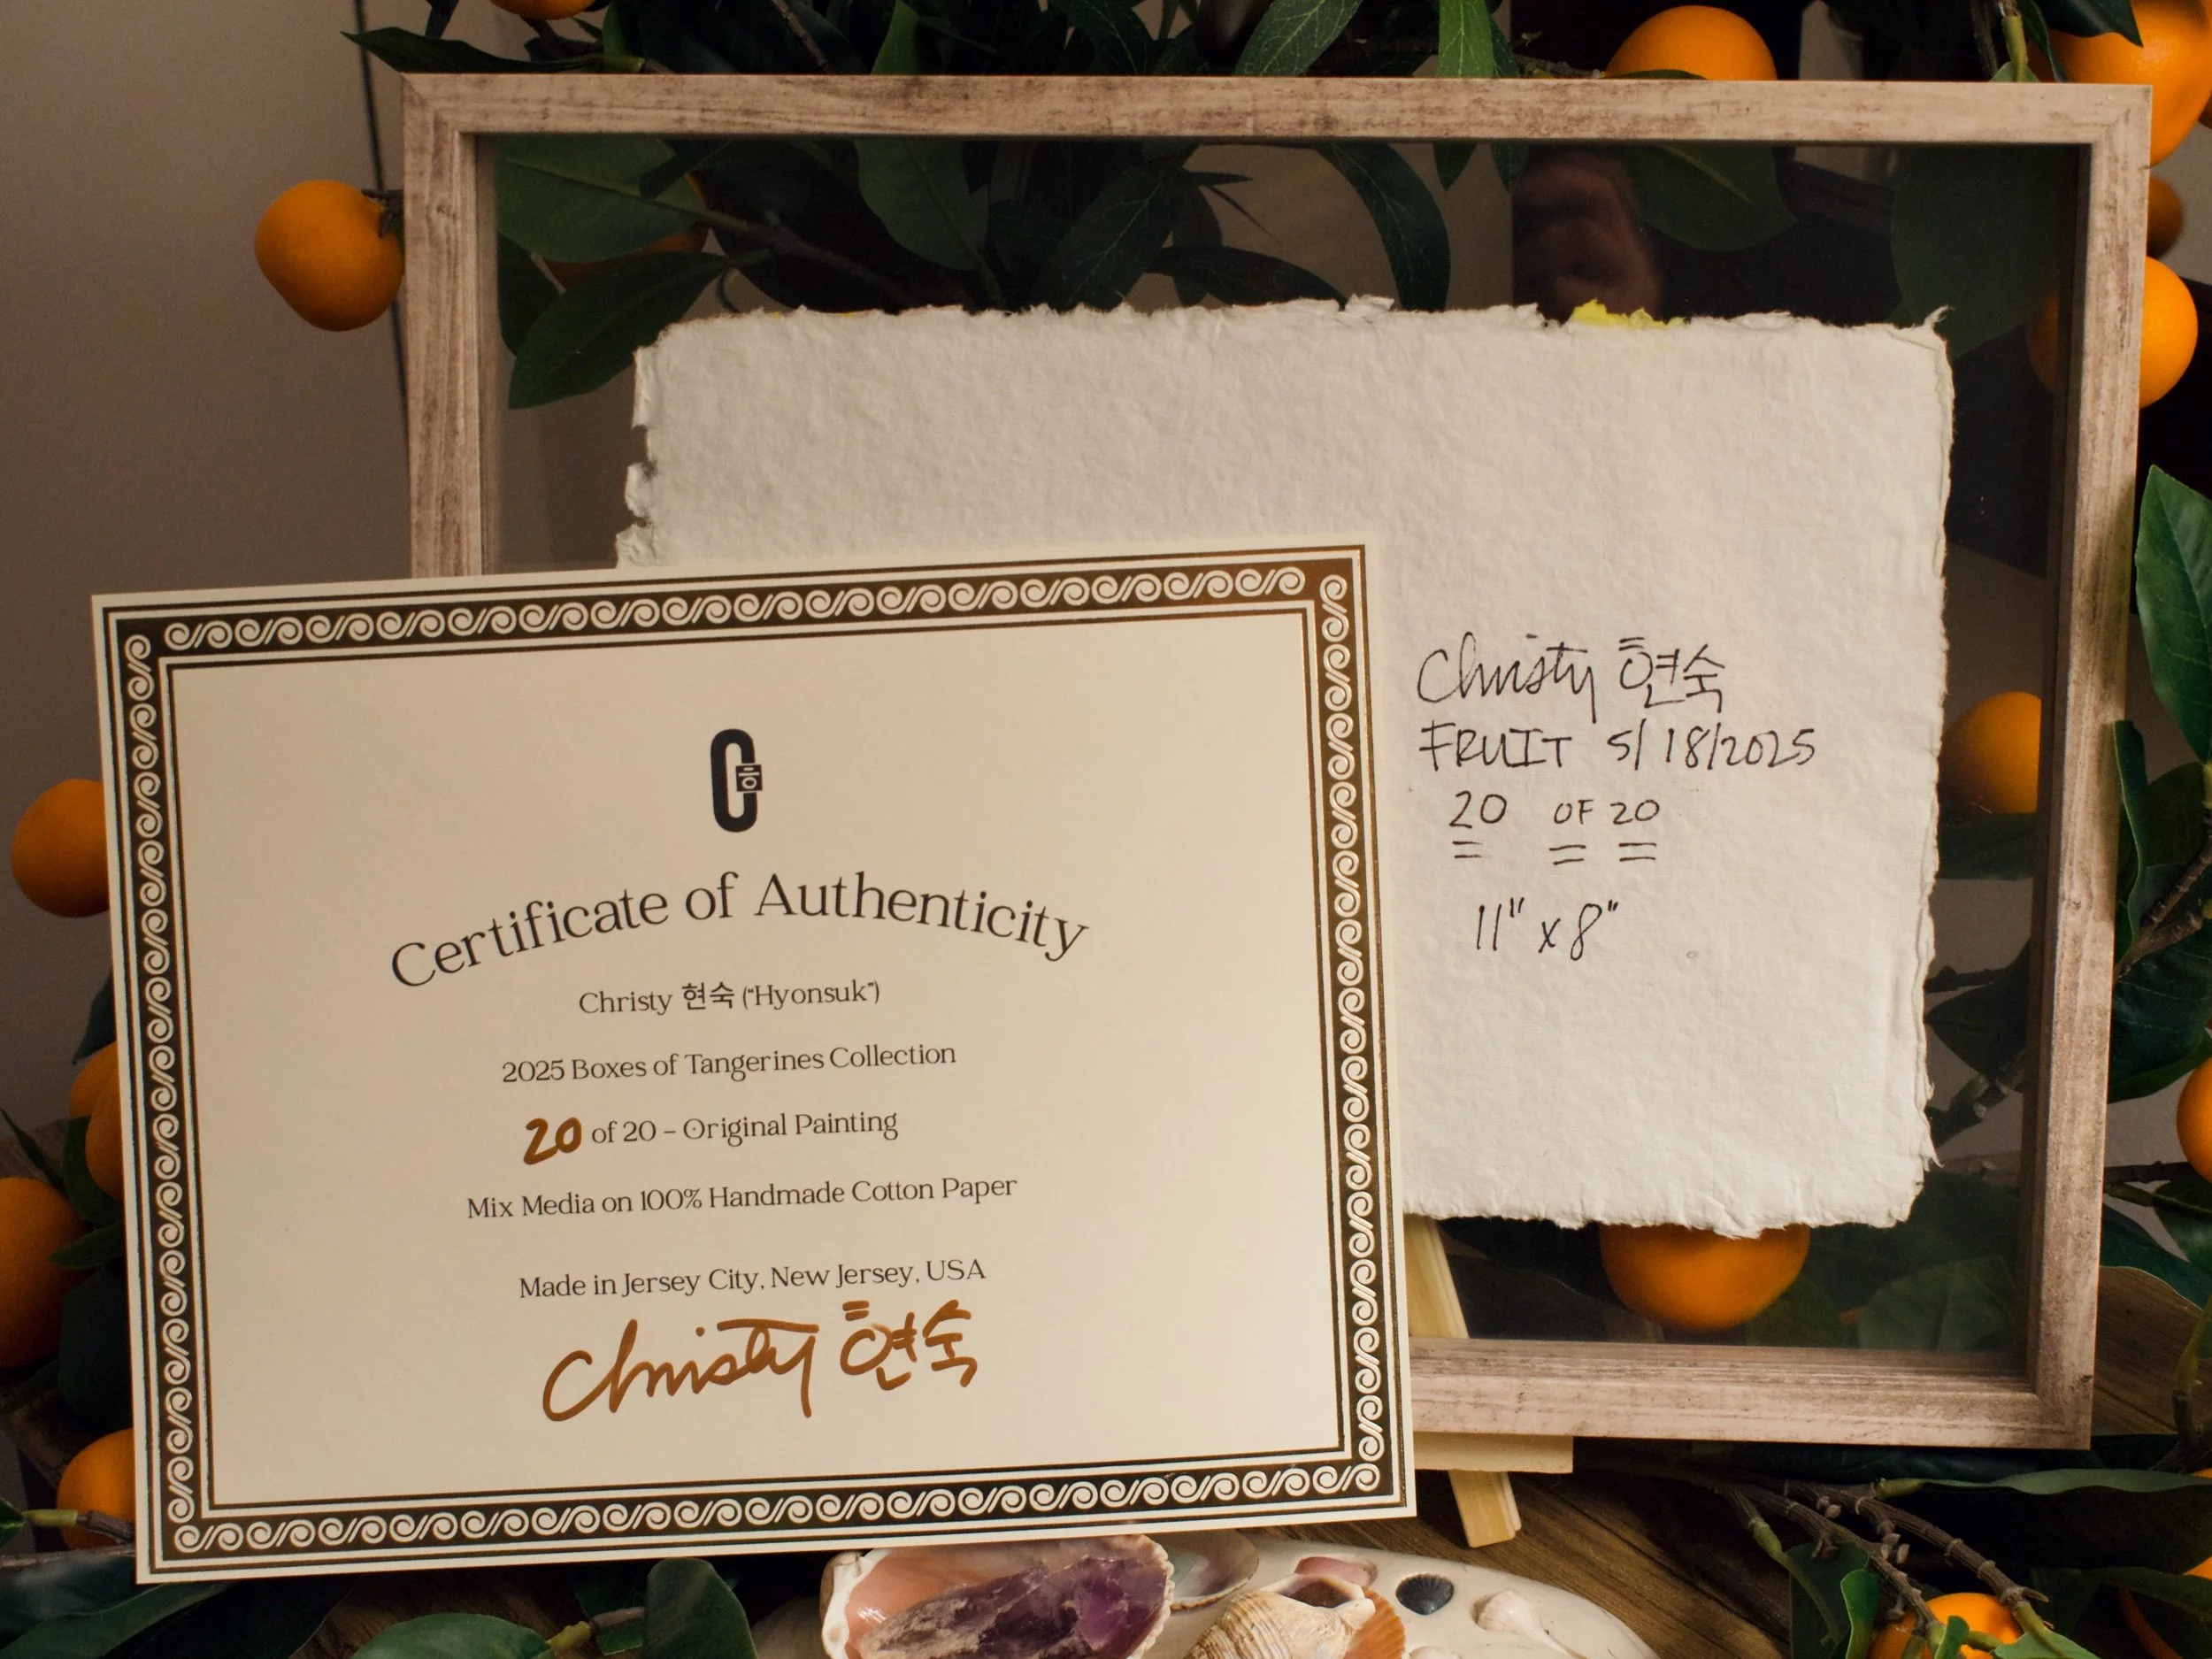 C ㅎ
Certificate of Authenticity
Christy 현숙 ("Hyonsuk")
2025 Boxes of Tangerines Collection
20 of 20 – Original Painting
Mix Media on 100% Handmade Cotton Paper
Made in Jersey City, New Jersey, USA
Christy 현숙
Christy 현숙
FRUIT 5/18/2025
20 OF 20
11" x 8"